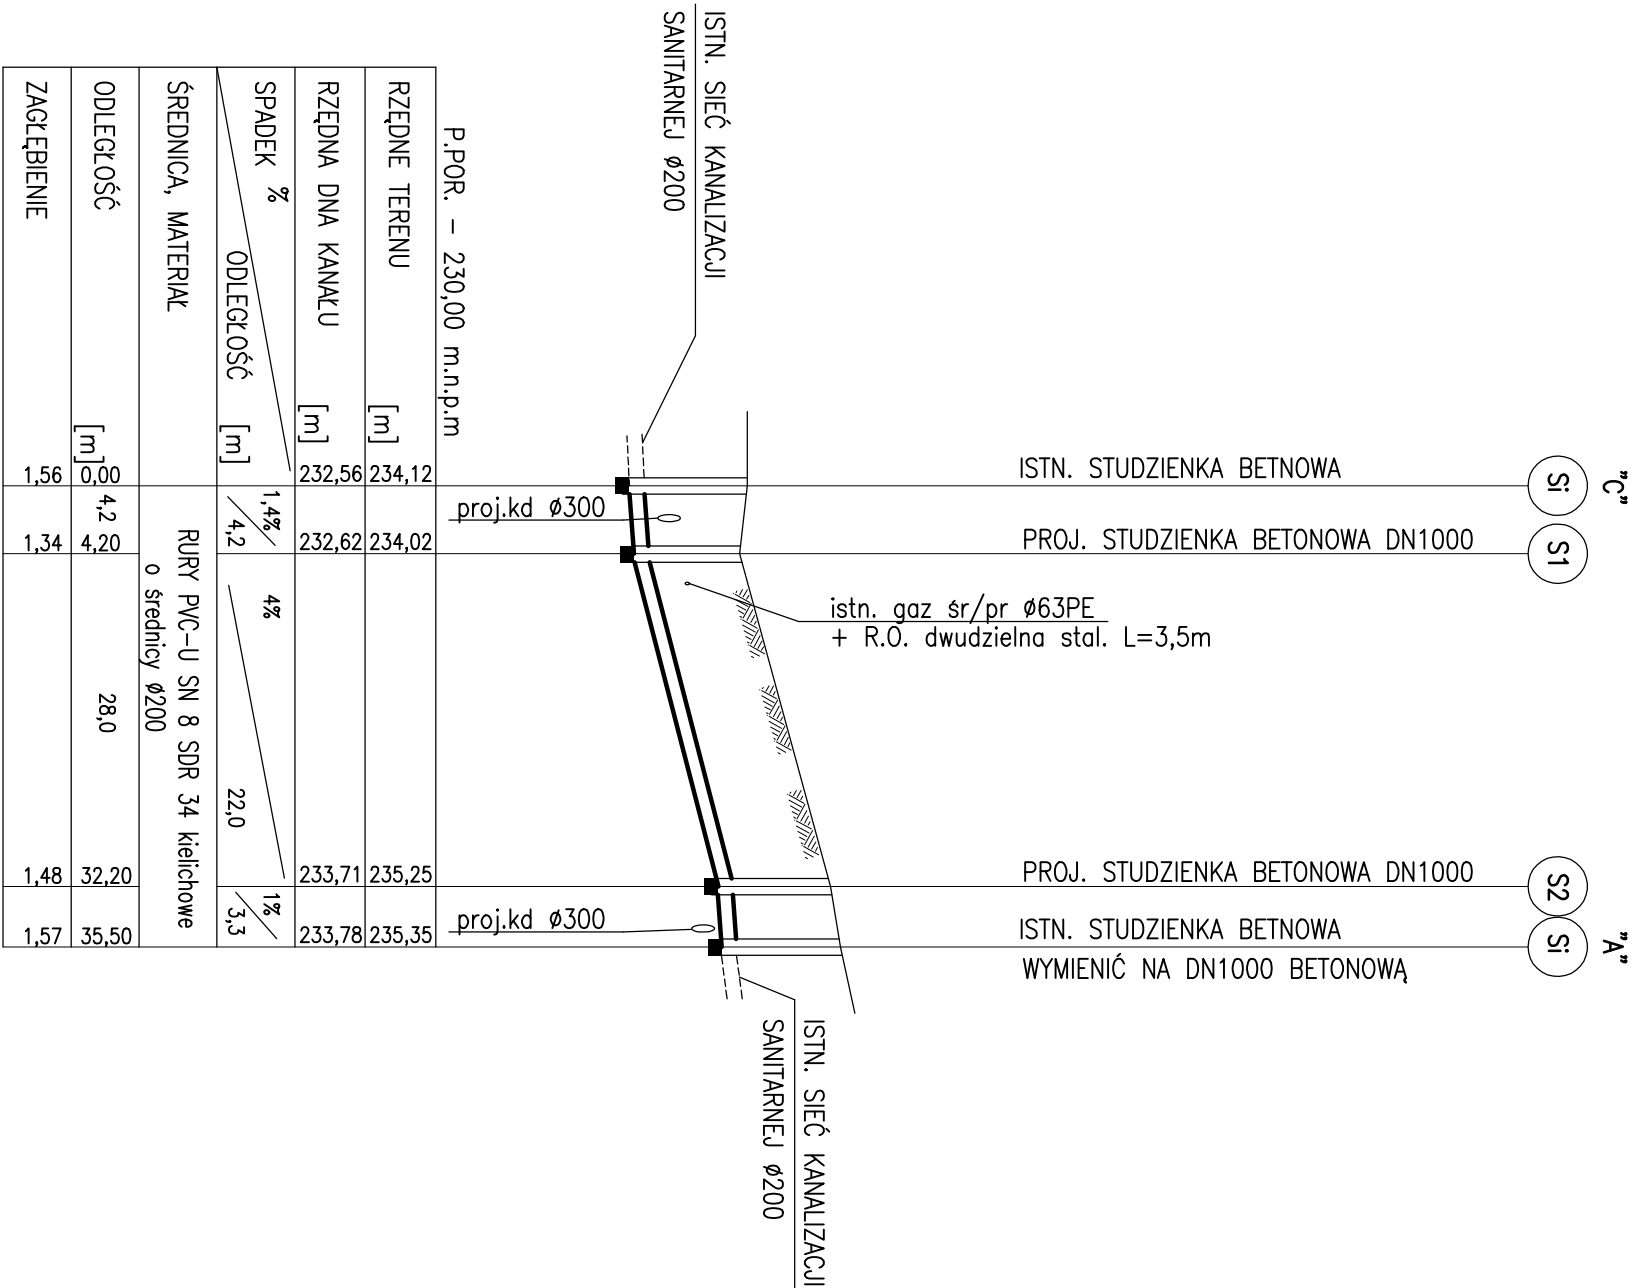 "C"
Si
S1
S2
Si
"A"
ISTN. STUDZIENKA BETNOWA
PROJ. STUDZIENKA BETONOWA DN1000
PROJ. STUDZIENKA BETONOWA DN1000
ISTN. STUDZIENKA BETNOWA
WYMIENIĆ NA DN1000 BETONOWĄ
istn. gaz śr/pr ø63PE
+ R.O. dwudzielna stal. L=3,5m
ISTN. SIEĆ KANALIZACJI
SANITARNEJ ø200
ISTN. SIEĆ KANALIZACJI
SANITARNEJ ø200
proj.kd ø300
proj.kd ø300
P.POR. - 230,00 m.n.p.m
RZĘDNE TERENU [m]
234,12
234,02
235,25
235,35
RZĘDNA DNA KANAŁU [m]
232,56
232,62
233,71
233,78
SPADEK %
ODLEGŁOŚĆ [m]
1,4%
4,2
4%
22,0
1%
3,3
ŚREDNICA, MATERIAŁ
RURY PVC-U SN 8 SDR 34 kielichowe
o średnicy ø200
ODLEGŁOŚĆ [m]
0,00
4,2
4,20
28,0
32,20
35,50
ZAGŁĘBIENIE
1,56
1,34
1,48
1,57